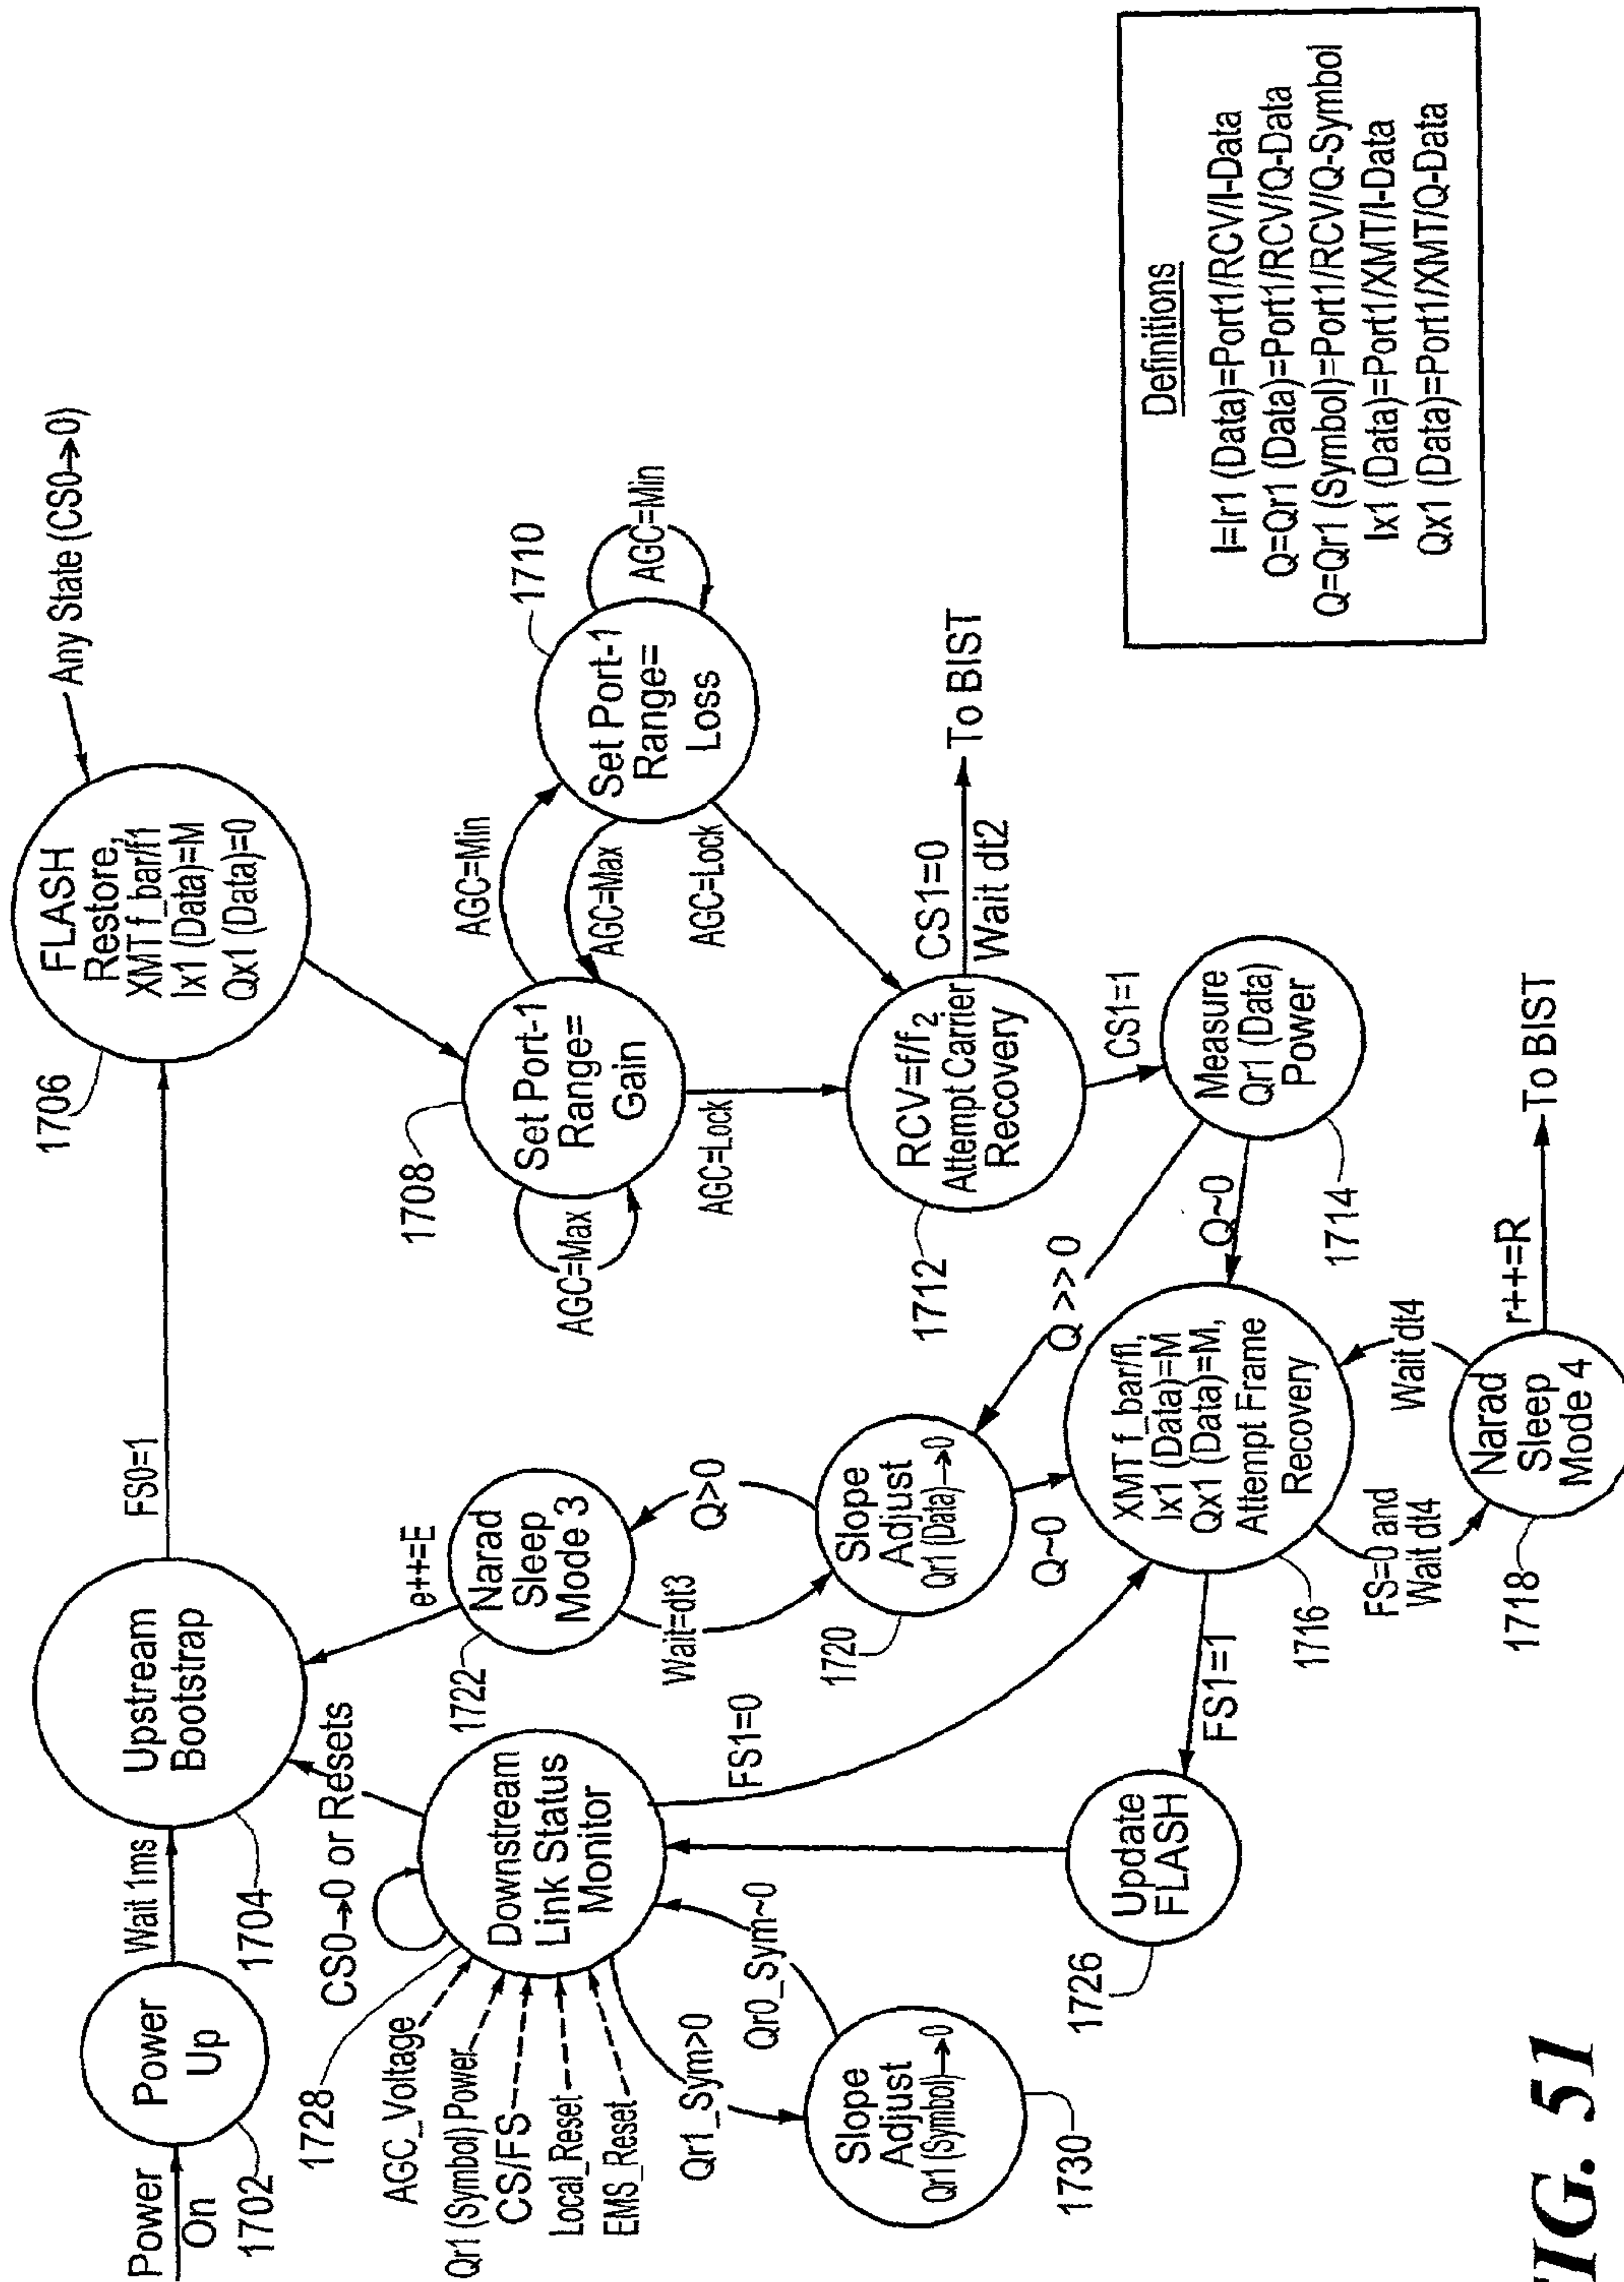 Power
On
1702
Power
Up
Wait 1ms
1704
Upstream
Bootstrap
FS0=1
1706
FLASH
Restore,
XMT f_bar/f1
Ix1 (Data)=M
Qx1 (Data)=0
Any State (CS0→0)
CS0→0 or Resets
e++=E
1728
AGC_Voltage
Qr1 (Symbol) Power
CS/FS
Local_Reset
EMS_Reset
Downstream
Link Status
Monitor
1722
Narad
Sleep
Mode 3
Wait=dt3
Q>0
1708
Set Port-1
Range=
Gain
AGC=Max
AGC=Min
AGC=Max
AGC=Lock
AGC=Lock
1710
Set Port-1
Range=
Loss
AGC=Min
Qr1_Sym>0
Qr0_Sym~0
FS1=0
1720
Slope
Adjust
Qr1 (Data)→0
Q~0
Q >> 0
1712
RCV=f/f2
Attempt Carrier
Recovery
CS1=0
Wait dt2
To BIST
CS1=1
1730
Slope
Adjust
Qr1 (Symbol)→0
1726
Update
FLASH
FS1=1
1716
XMT f_bar/fl,
Ix1 (Data)=M
Qx1 (Data)=M,
Attempt Frame
Recovery
Q~0
1714
Measure
Qr1 (Data)
Power
1718
FS=0 and
Wait dt4
Wait dt4
Narad
Sleep
Mode 4
r++=R
To BIST
Definitions
I=Ir1 (Data)=Port1/RCV/I-Data
Q=Qr1 (Data)=Port1/RCV/Q-Data
Q=Qr1 (Symbol)=Port1/RCV/Q-Symbol
Ix1 (Data)=Port1/XMT/I-Data
Qx1 (Data)=Port1/XMT/Q-Data
FIG. 51